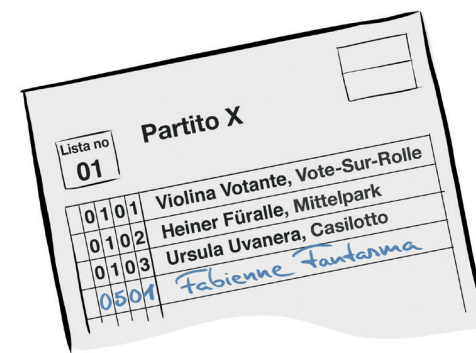 Lista no
01
Partito X
0101 Violina Votante, Vote-Sur-Rolle
0102 Heiner Füralle, Mittelpark
0103 Ursula Uvanera, Casilotto
0501 Fabienne Fantasma